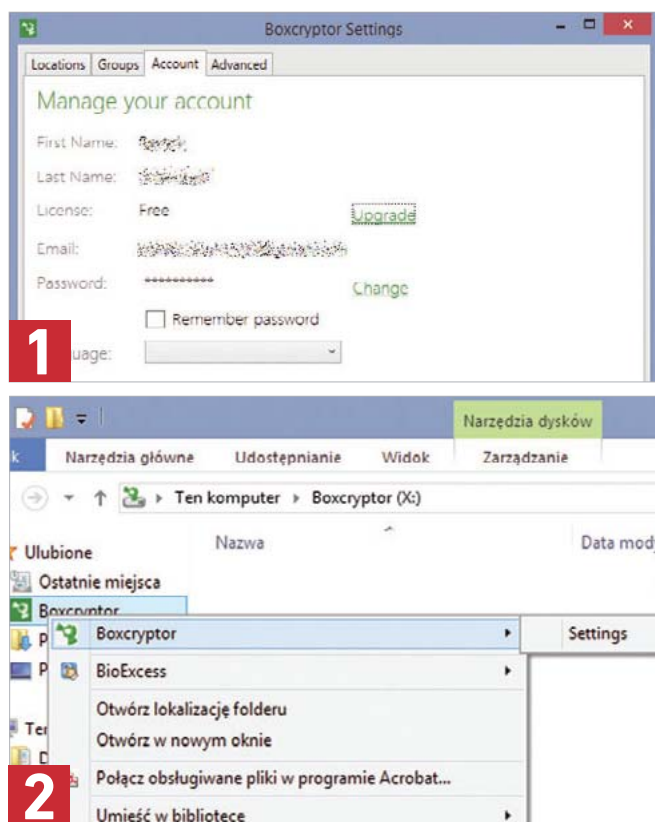 Boxcryptor Settings
Locations Groups Account Advanced
Manage your account
First Name:
Last Name:
License: Free Upgrade
Email:
Password: ********** Change
Remember password
1 uage:
Narzędzia dysków
k Narzędzia główne Udostępnianie Widok Zarządzanie
Ten komputer Boxcryptor (X:)
Ulubione Nazwa Data mody
Ostatnie miejsca
Boxcryptor
P Boxcryptor Settings
P BioExcess
Otwórz lokalizację folderu
Ter Otwórz w nowym oknie
D
2 Połącz obsługiwane pliki w programie Acrobat...
Umieść w bibliotece